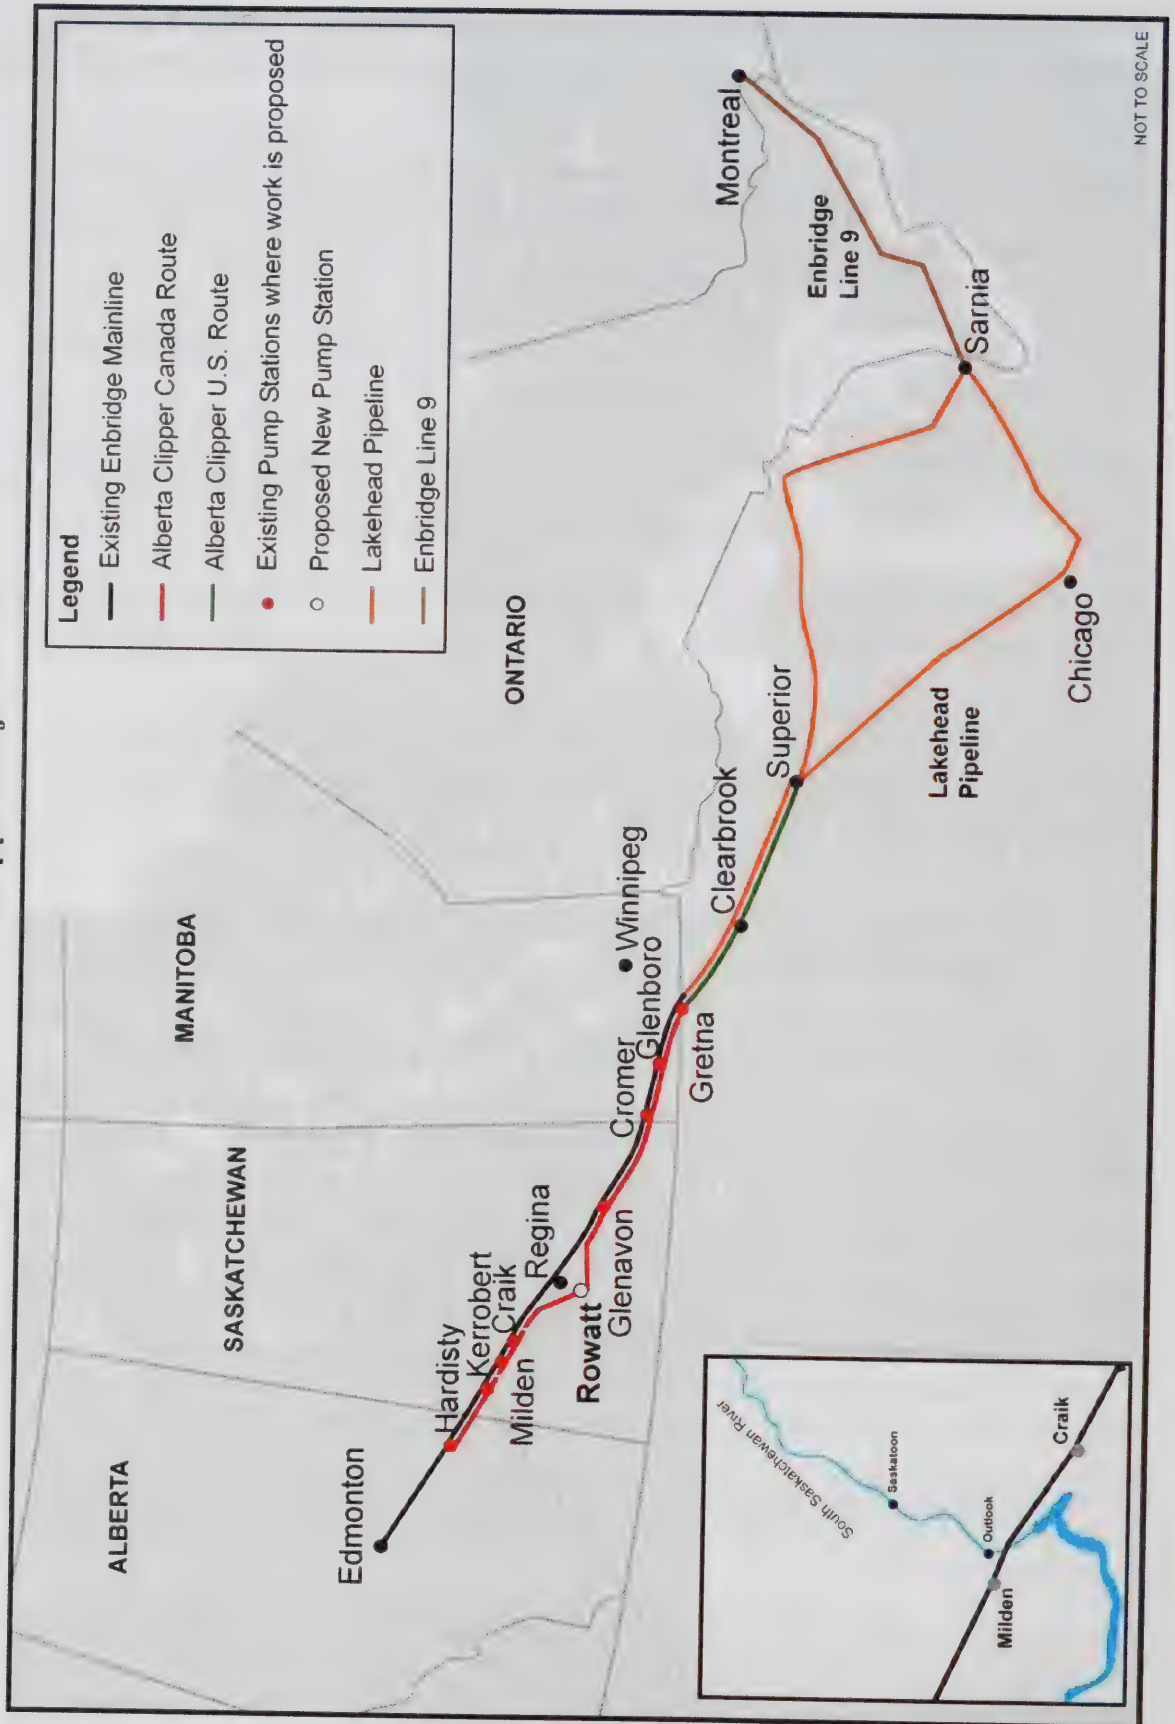 Legend
Existing Enbridge Mainline
Alberta Clipper Canada Route
Alberta Clipper U.S. Route
Existing Pump Stations where work is proposed
Proposed New Pump Station
Lakehead Pipeline
Enbridge Line 9
ALBERTA
SASKATCHEWAN
MANITOBA
ONTARIO
Edmonton
Hardisty
Kerrobert
Craik
Milden
Regina
Rowatt
Glenavon
Cromer
Glenboro
Winnipeg
Gretna
Clearbrook
Superior
Lakehead
Pipeline
Chicago
Sarnia
Enbridge
Line 9
Montreal
South Saskatchewan River
Saskatoon
Outlook
Milden
Craik
NOT TO SCALE